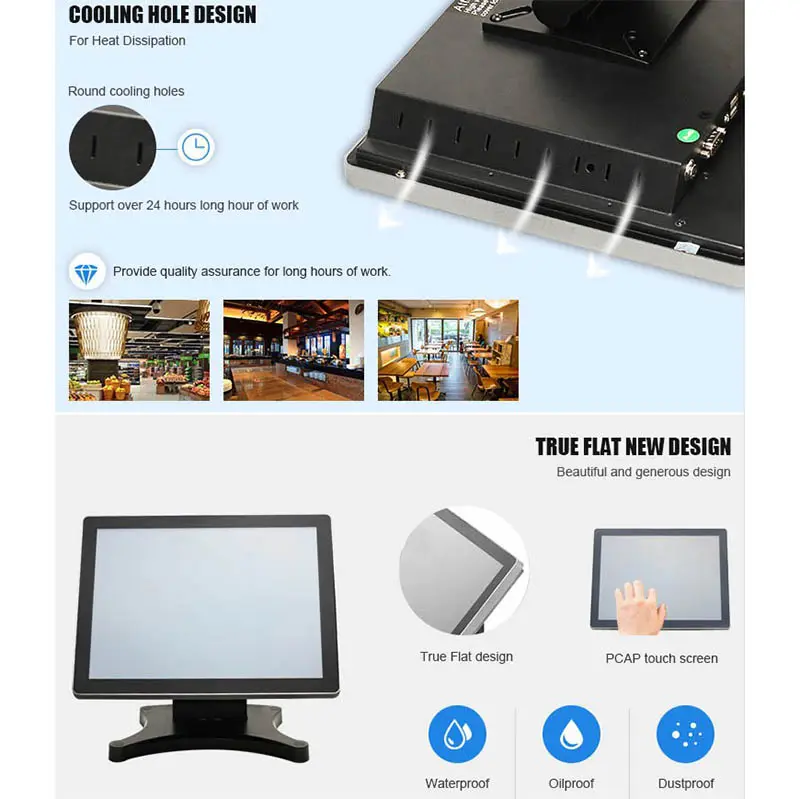 COOLING HOLE DESIGN
For Heat Dissipation
Round cooling holes
Support over 24 hours long hour of work
Provide quality assurance for long hours of work.
TRUE FLAT NEW DESIGN
Beautiful and generous design
True Flat design
PCAP touch screen
Waterproof
Oilproof
Dustproof